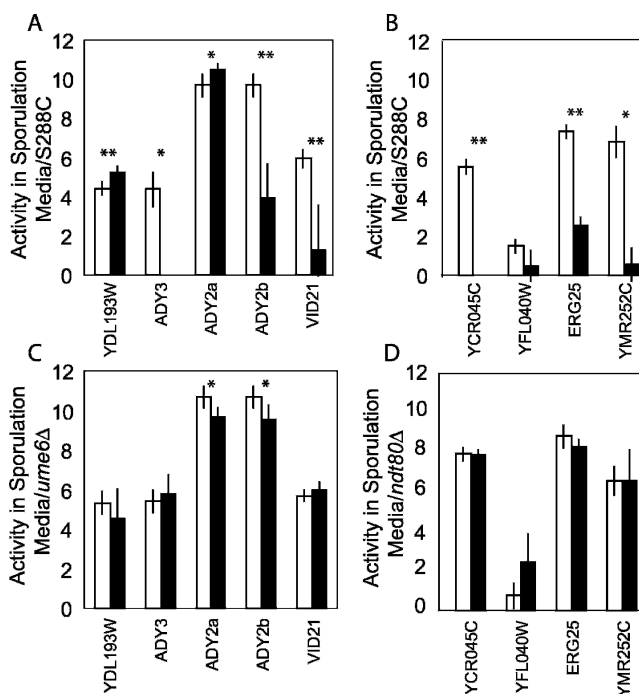 A
Activity in Sporulation
Media/S288C
12
10
8
6
4
2
0
**
*
*
**
**
YDL193W
ADY3
ADY2a
ADY2b
VID21
B
Activity in Sporulation
Media/S288C
12
10
8
6
4
2
0
**
**
*
YCR045C
YFL040W
ERG25
YMR252C
C
Activity in Sporulation
Media/ume6Δ
12
10
8
6
4
2
0
*
*
YDL193W
ADY3
ADY2a
ADY2b
VID21
D
Activity in Sporulation
Media/ndt80Δ
12
10
8
6
4
2
0
YCR045C
YFL040W
ERG25
YMR252C